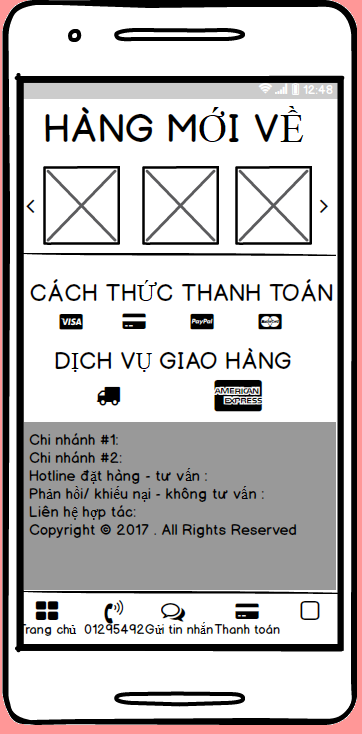 12:48
HÀNG MỚI VỀ
CÁCH THỨC THANH TOÁN
VISA PayPal
DỊCH VỤ GIAO HÀNG
AMERICAN
EXPRESS
Chi nhánh #1:
Chi nhánh #2:
Hotline đặt hàng - tư vấn :
Phản hồi/ khiếu nại - không tư vấn :
Liên hệ hợp tác:
Copyright © 2017 . All Rights Reserved
Trang chủ 01295492 Gửi tin nhắn Thanh toán